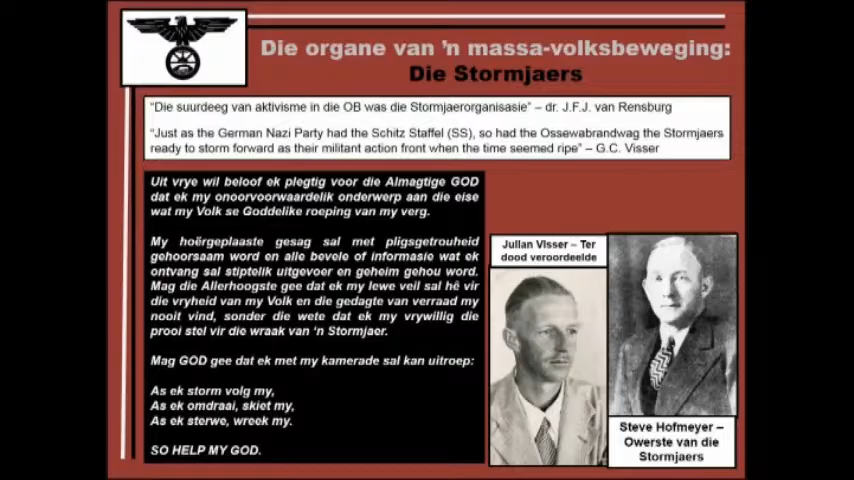 Die organe van 'n massa-volksbeweging:
Die Stormjaers
"Die suurdeeg van aktivisme in die OB was die Stormjaerorganisasie" – dr. J.F.J. van Rensburg
"Just as the German Nazi Party had the Schitz Staffel (SS), so had the Ossewabrandwag the Stormjaers
ready to storm forward as their militant action front when the time seemed ripe" – G.C. Visser
Uit vrye wil beloof ek plegtig voor die Almagtige GOD
dat ek my onoorvoorwaardelik onderwerp aan die eise
wat my Volk se Goddelike roeping van my verg.
My hoërgeplaaste gesag sal met pligsgetrouheid
gehoorsaam word en alle bevele of informasie wat ek
ontvang sal stiptelik uitgevoer en geheim gehou word.
Mag die Allerhoogste gee dat ek my lewe veil sal hê vir
die vryheid van my Volk en die gedagte van verraad my
nooit vind, sonder die wete dat ek my vrywillig die
prooi stel vir die wraak van 'n Stormjaer.
Mag GOD gee dat ek met my kamerade sal kan uitroep:
As ek storm volg my,
As ek omdraai, skiet my,
As ek sterwe, wreek my.
SO HELP MY GOD.
Julian Visser – Ter
dood veroordeelde
Steve Hofmeyer –
Owerste van die
Stormjaers